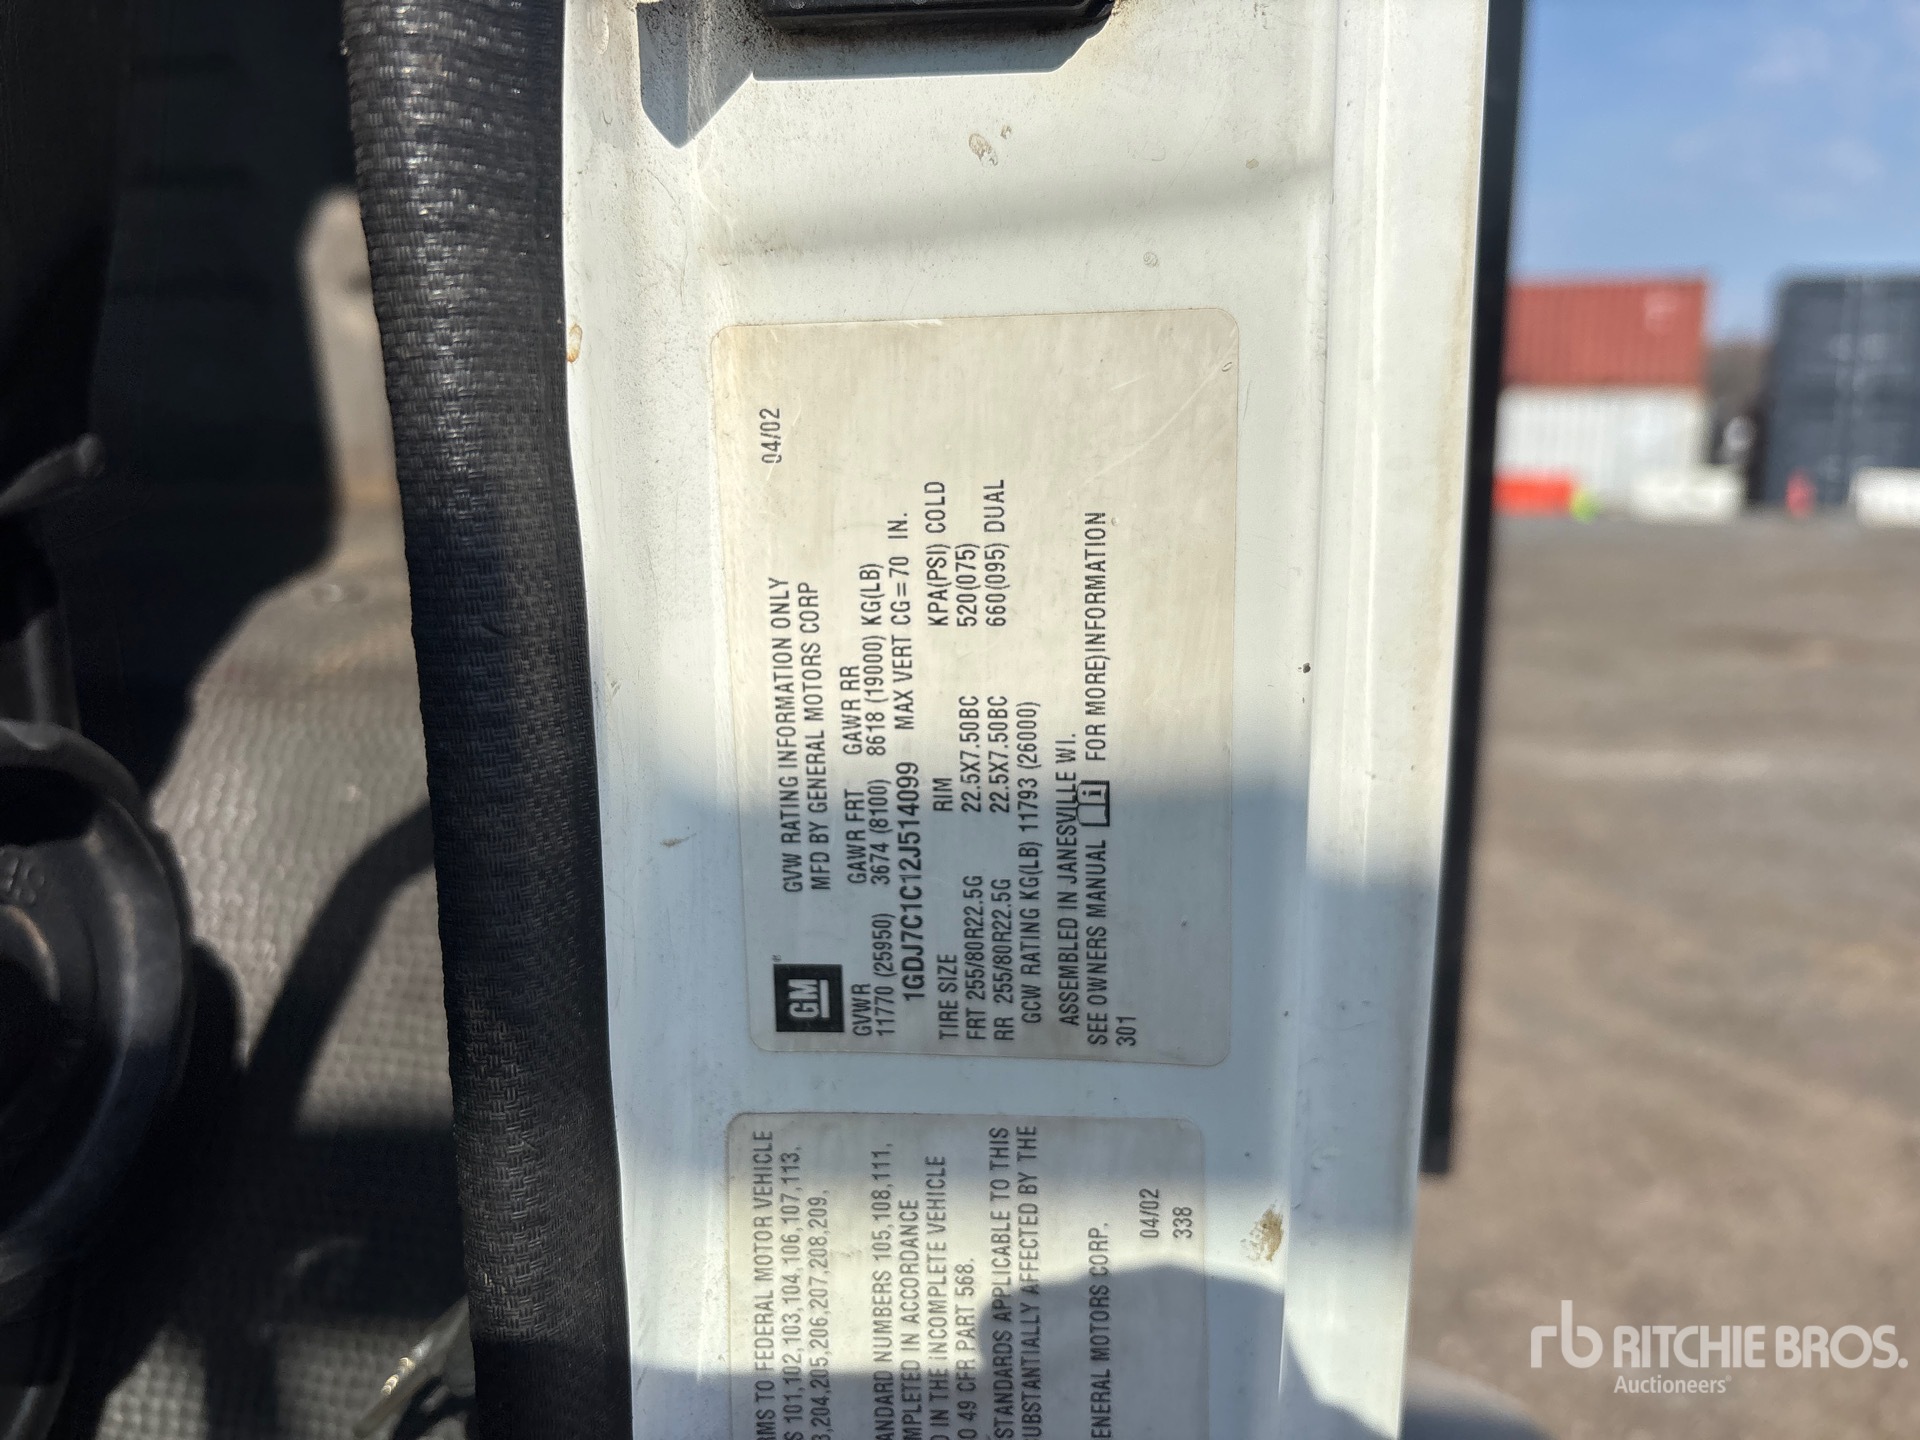 GVW RATING INFORMATION ONLY 04/02
MFD BY GENERAL MOTORS CORP
GM
GVWR GAWR FRT GAWR RR
11770 (25950) 3674 (8100) 8618 (19000) KG(LB)
1GDJ7C1C12J514099 MAX VERT CG=70 IN.
TIRE SIZE RIM KPA(PSI) COLD
FRT 255/80R22.5G 22.5X7.50BC 520(075)
RR 255/80R22.5G 22.5X7.50BC 660(095) DUAL
GCW RATING KG(LB) 11793 (26000)
ASSEMBLED IN JANESVILLE WI.
SEE OWNERS MANUAL i FOR MORE)INFORMATION
301
TO FEDERAL MOTOR VEHICLE
101,102,103,104,106,107,113,
204,205,206,207,208,209,
NUMBERS 105,108,111,
IN ACCORDANCE
IN THE INCOMPLETE VEHICLE
49 CFR PART 568.
STANDARDS APPLICABLE TO THIS
AFFECTED BY THE
MOTORS CORP.
04/02
338
rb RITCHIE BROS.
Auctioneers